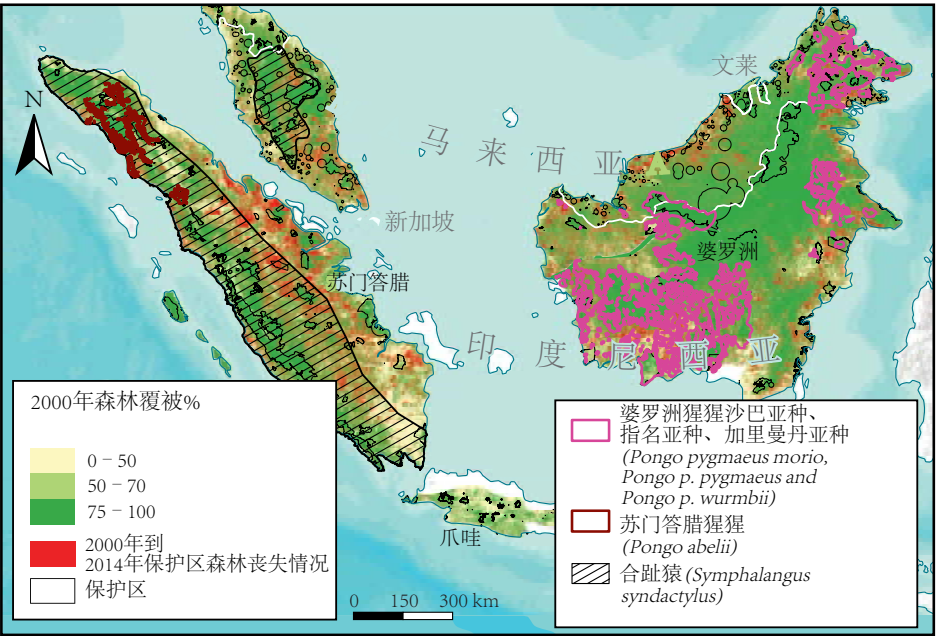 文莱
N
马来西亚
新加坡
婆罗洲
苏门答腊
印度尼西亚
爪哇
2000年森林覆被%
0 – 50
50 – 70
75 – 100
2000年到
2014年保护区森林丧失情况
保护区
0 150 300 km
婆罗洲猩猩沙巴亚种、
指名亚种、加里曼丹亚种
(Pongo pygmaeus morio,
Pongo p. pygmaeus and
Pongo p. wurmbii)
苏门答腊猩猩
(Pongo abelii)
合趾猿 (Symphalangus
syndactylus)